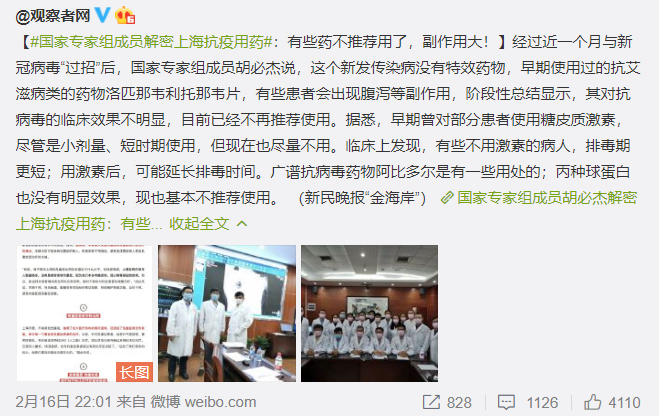 @观察者网
【#国家专家组成员解密上海抗疫用药#：有些药不推荐用了，副作用大！】经过近一个月与新
冠病毒“过招”后，国家专家组成员胡必杰说，这个新发传染病没有特效药物，早期使用过的抗艾
滋病类的药物洛匹那韦利托那韦片，有些患者会出现腹泻等副作用，阶段性总结显示，其对抗
病毒的临床效果不明显，目前已经不再推荐使用。据悉，早期曾对部分患者使用糖皮质激素，
尽管是小剂量、短时期使用，但现在也尽量不用。临床上发现，有些不用激素的病人，排毒期
更短；用激素后，可能延长排毒时间。广谱抗病毒药物阿比多尔是有一些用处的；丙种球蛋白
也没有明显效果，现也基本不推荐使用。（新民晚报“金海岸”） 国家专家组成员胡必杰解密
上海抗疫用药：有些... 收起全文
长图
2月16日 22:01 来自 微博 weibo.com
828 1126 4110